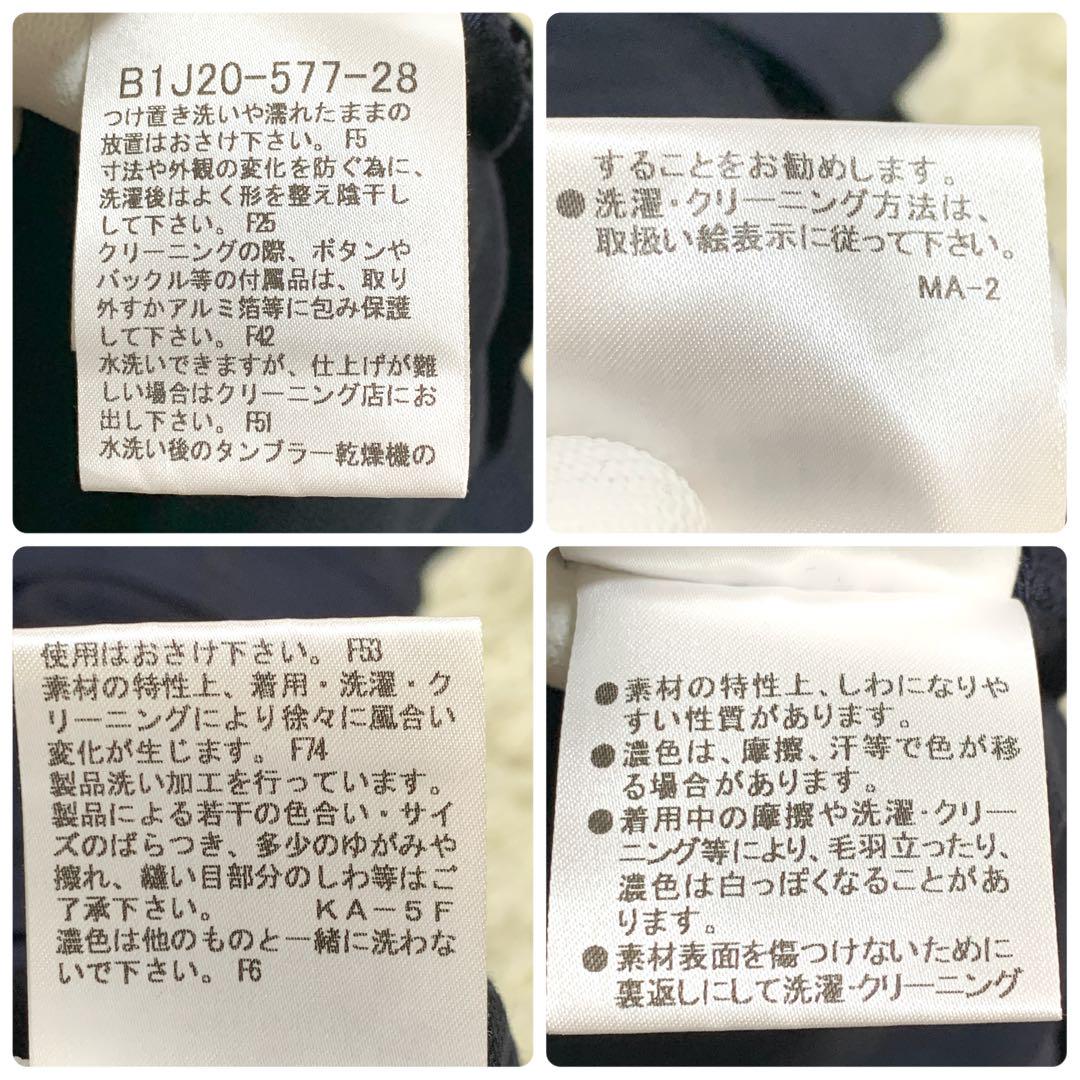 B1J20-577-28
つけ置き洗いや濡れたままの
放置はおさけ下さい。 F5
寸法や外観の変化を防ぐ為に、
洗濯後はよく形を整え陰干し
して下さい。 F25
クリーニングの際、ボタンや
バックル等の付属品は、取り
外すかアルミ箔等に包み保護
して下さい。 F42
水洗いできますが、仕上げが難
しい場合はクリーニング店にお
出し下さい。 F51
水洗い後のタンブラー乾燥機の
することをお勧めします。
●洗濯・クリーニング方法は、
取扱い絵表示に従って下さい。
MA-2
使用はおさけ下さい。 F53
素材の特性上、着用・洗濯・ク
リーニングにより徐々に風合い
変化が生じます。 F74
製品洗い加工を行っています。
製品による若干の色合い・サイ
ズのばらつき、多少のゆがみや
擦れ、縫い目部分のしわ等はご
了承下さい。 KA-5F
濃色は他のものと一緒に洗わな
いで下さい。 F6
●素材の特性上、しわになりや
すい性質があります。
●濃色は、摩擦、汗等で色が移
る場合があります。
●着用中の摩擦や洗濯・クリー
ニング等により、毛羽立ったり、
濃色は白っぽくなることがあ
ります。
●素材表面を傷つけないために
裏返しにして洗濯・クリーニング